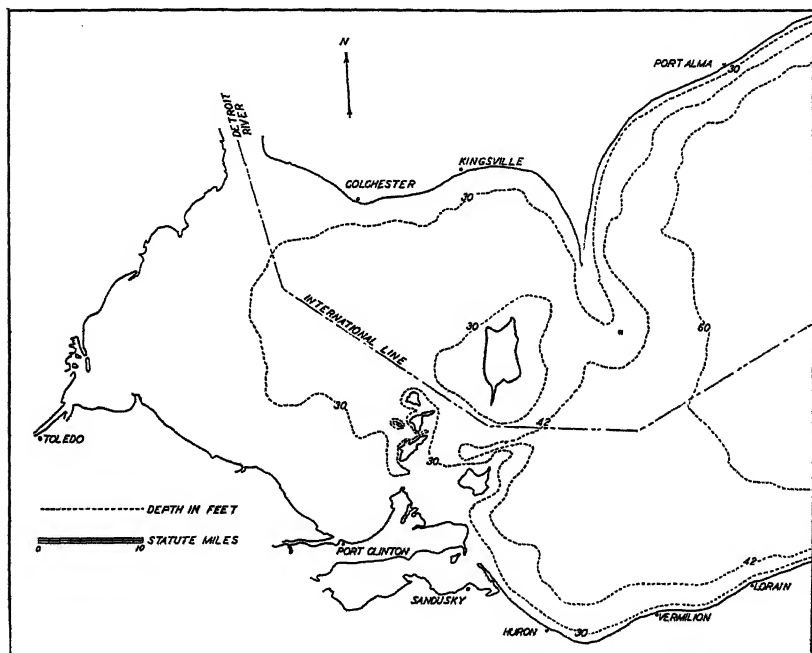 N
PORT ALMA
30
DETROIT
RIVER
KINGSVILLE
COLCHESTER
30
INTERNATIONAL LINE
30
60
30
42
TOLEDO
30
DEPTH IN FEET
0 10 STATUTE MILES
PORT CLINTON
42
SANDUSKY
LORAIN
VERMILION
HURON
30